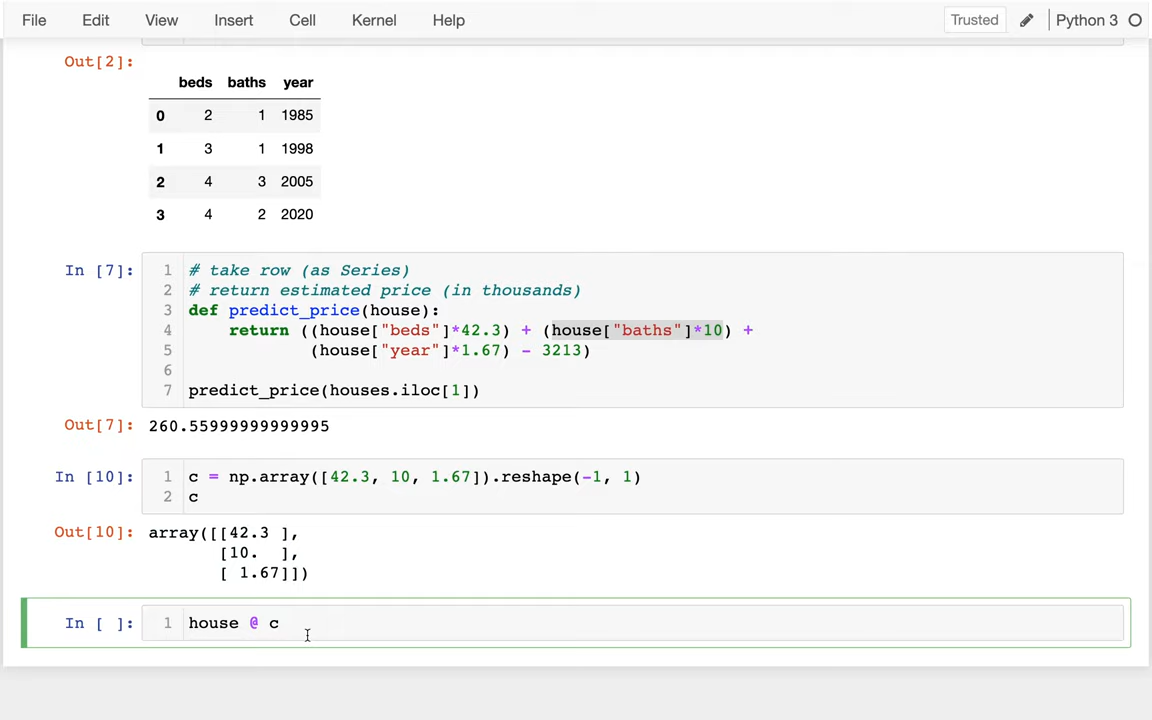 File Edit View Insert Cell Kernel Help Trusted Python 3
Out[2]:
beds baths year
0 2 1 1985
1 3 1 1998
2 4 3 2005
3 4 2 2020
In [7]: 1 # take row (as Series)
2 # return estimated price (in thousands)
3 def predict_price(house):
4     return ((house["beds"]*42.3) + (house["baths"]*10) +
5             (house["year"]*1.67) - 3213)
6
7 predict_price(houses.iloc[1])
Out[7]: 260.55999999999995
In [10]: 1 c = np.array([42.3, 10, 1.67]).reshape(-1, 1)
2 c
Out[10]: array([[42.3 ],
       [10.  ],
       [ 1.67]])
In [ ]: 1 house @ c